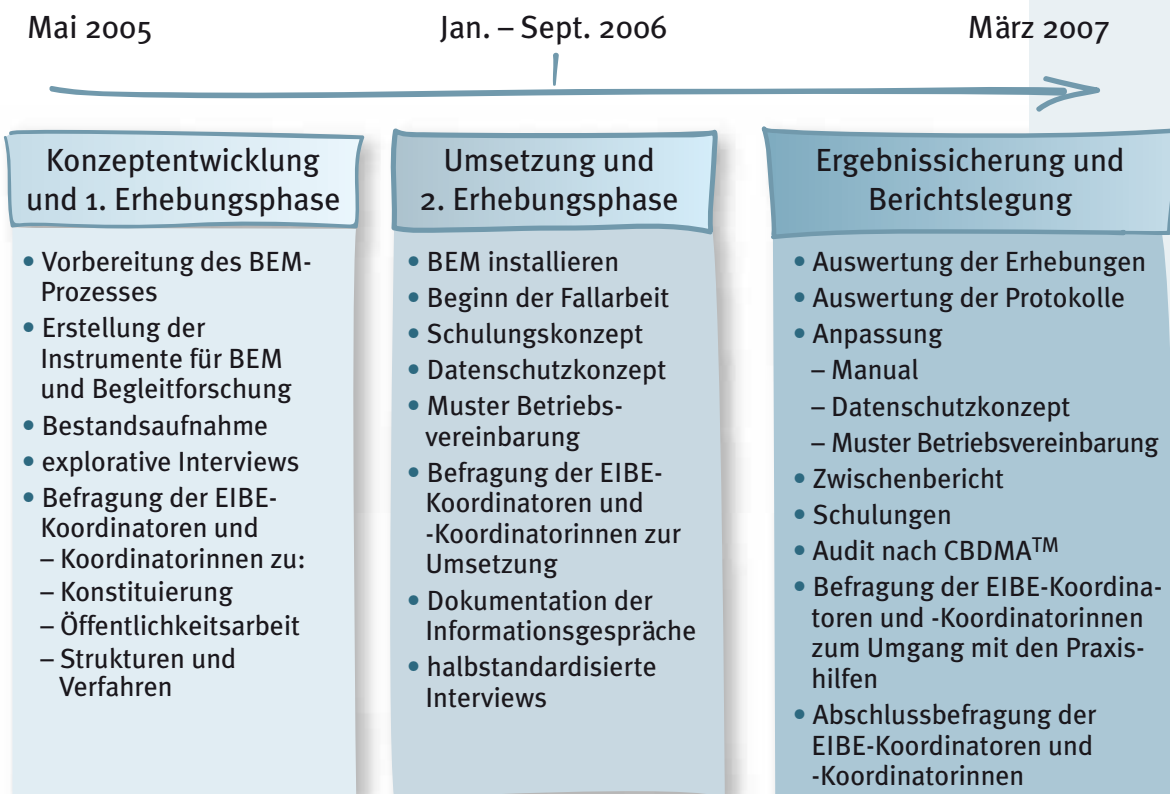 Mai 2005
Jan. – Sept. 2006
März 2007
Konzeptentwicklung
und 1. Erhebungsphase
• Vorbereitung des BEM-
Prozesses
• Erstellung der
Instrumente für BEM
und Begleitforschung
• Bestandsaufnahme
• explorative Interviews
• Befragung der EIBE-
Koordinatoren und
– Koordinatorinnen zu:
– Konstituierung
– Öffentlichkeitsarbeit
– Strukturen und
Verfahren
Umsetzung und
2. Erhebungsphase
• BEM installieren
• Beginn der Fallarbeit
• Schulungskonzept
• Datenschutzkonzept
• Muster Betriebs-
vereinbarung
• Befragung der EIBE-
Koordinatoren und
-Koordinatorinnen zur
Umsetzung
• Dokumentation der
Informationsgespräche
• halbstandardisierte
Interviews
Ergebnissicherung und
Berichtslegung
• Auswertung der Erhebungen
• Auswertung der Protokolle
• Anpassung
– Manual
– Datenschutzkonzept
– Muster Betriebsvereinbarung
• Zwischenbericht
• Schulungen
• Audit nach CBDMA™
• Befragung der EIBE-Koordina-
toren und -Koordinatorinnen
zum Umgang mit den Praxis-
hilfen
• Abschlussbefragung der
EIBE-Koordinatoren und
-Koordinatorinnen